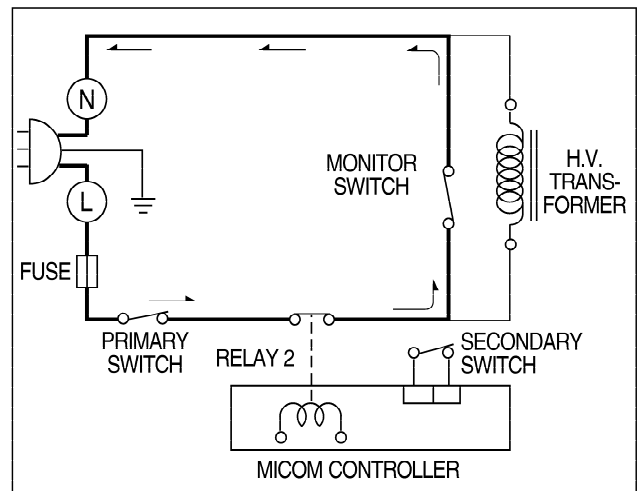 N
MONITOR
SWITCH
H.V.
TRANS-
FORMER
L
FUSE
PRIMARY
SWITCH
RELAY 2
SECONDARY
SWITCH
MICOM CONTROLLER